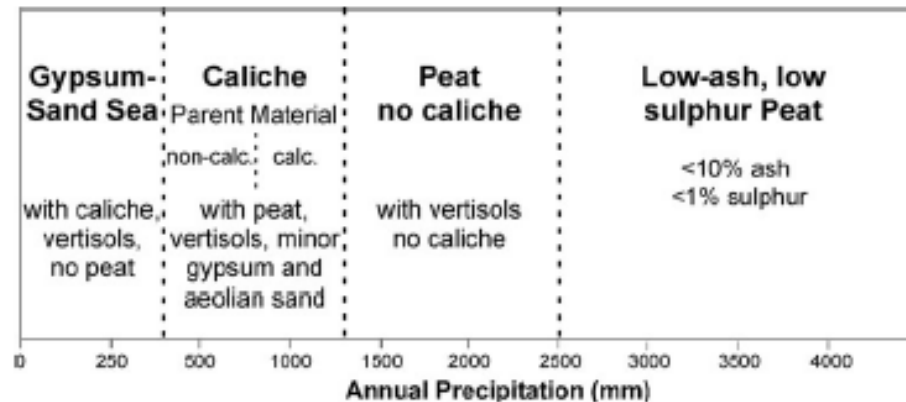 Gypsum-
Sand Sea
with caliche,
vertisols,
no peat
Caliche
Parent Material
non-calc. calc.
with peat,
vertisols, minor
gypsum and
aeolian sand
Peat
no caliche
with vertisols
no caliche
Low-ash, low
sulphur Peat
<10% ash
<1% sulphur
0 250 500 1000 1500 2000 2500 3000 3500 4000
Annual Precipitation (mm)